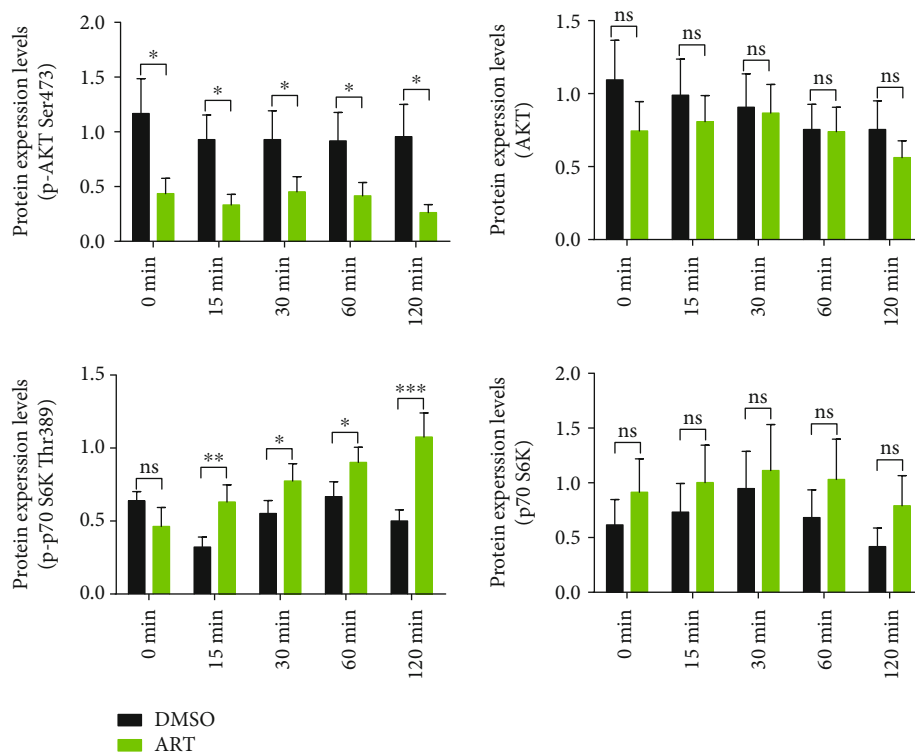 Protein experssion levels
(p-AKT Ser473)
2.0
1.5
1.0
0.5
0.0
*
*
*
*
*
0 min
15 min
30 min
60 min
120 min
Protein experssion levels
(AKT)
1.5
1.0
0.5
0.0
ns
ns
ns
ns
ns
0 min
15 min
30 min
60 min
120 min
Protein experssion levels
(p-p70 S6K Thr389)
1.5
1.0
0.5
0.0
ns
**
*
*
***
0 min
15 min
30 min
60 min
120 min
Protein experssion levels
(p70 S6K)
2.0
1.5
1.0
0.5
0.0
ns
ns
ns
ns
ns
0 min
15 min
30 min
60 min
120 min
DMSO
ART